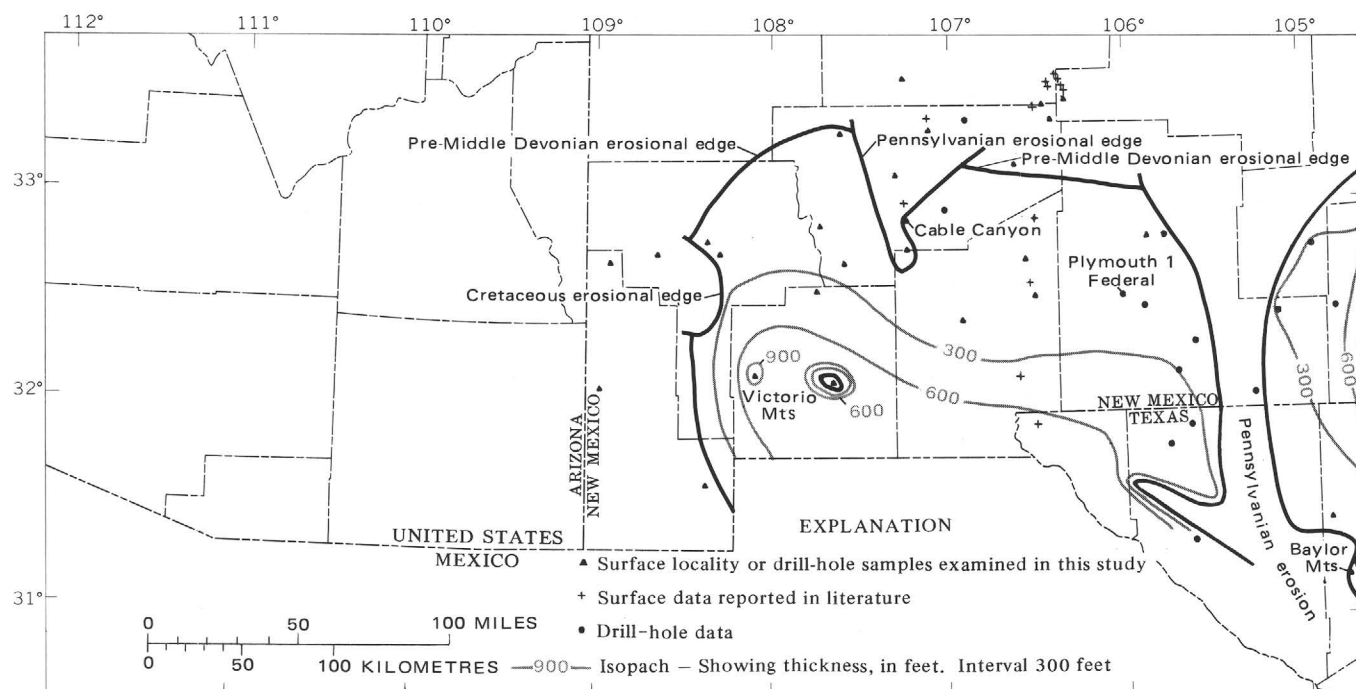 112° 111° 110° 109° 108° 107° 106° 105°
Pre-Middle Devonian erosional edge
Pennsylvanian erosional edge
Pre-Middle Devonian erosional edge
33°
Cable Canyon
Plymouth 1
Federal
Cretaceous erosional edge
300
900
600
300
600
32°
Victorio
Mts
600
NEW MEXICO
TEXAS
ARIZONA
NEW MEXICO
Pennsylvanian erosion
UNITED STATES
MEXICO
EXPLANATION
Baylor
Mts
▲ Surface locality or drill-hole samples examined in this study
31°
+ Surface data reported in literature
0 50 100 MILES
● Drill-hole data
0 50 100 KILOMETRES
—900— Isopach — Showing thickness, in feet. Interval 300 feet